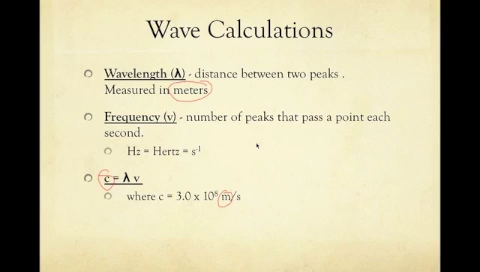 Wave Calculations
Wavelength (λ) - distance between two peaks .
Measured in meters
Frequency (v) - number of peaks that pass a point each
second.
Hz = Hertz = s⁻¹
c = λ v
where c = 3.0 x 10⁸ m/s